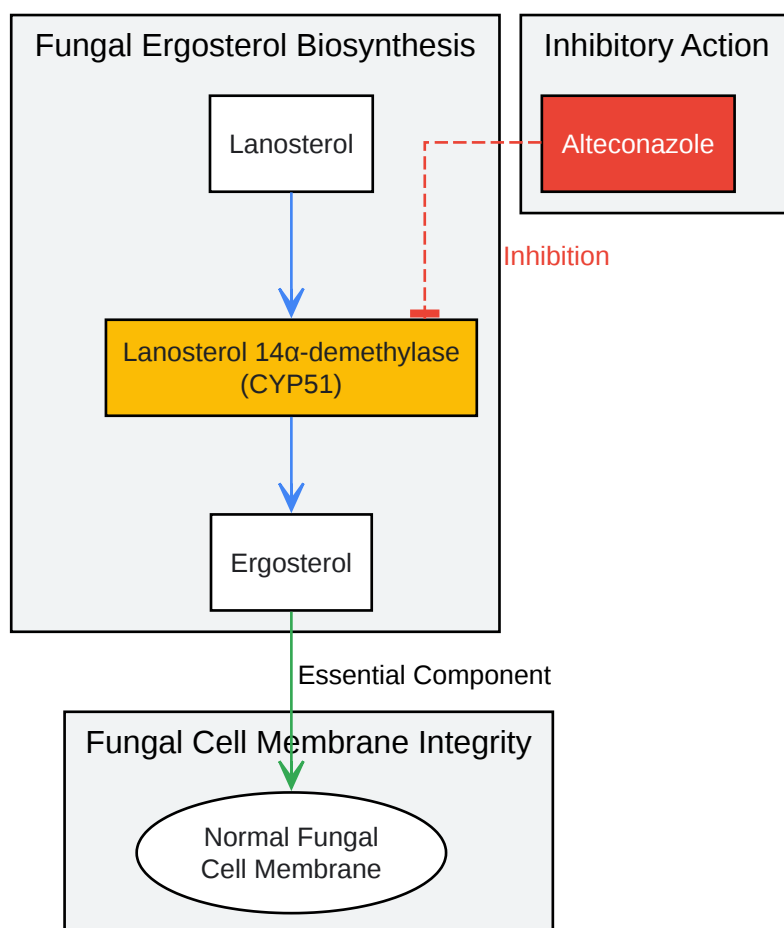 Fungal Ergosterol Biosynthesis
Inhibitory Action
Lanosterol
Alteconazole
Inhibition
Lanosterol 14α-demethylase
(CYP51)
Ergosterol
Essential Component
Fungal Cell Membrane Integrity
Normal Fungal
Cell Membrane